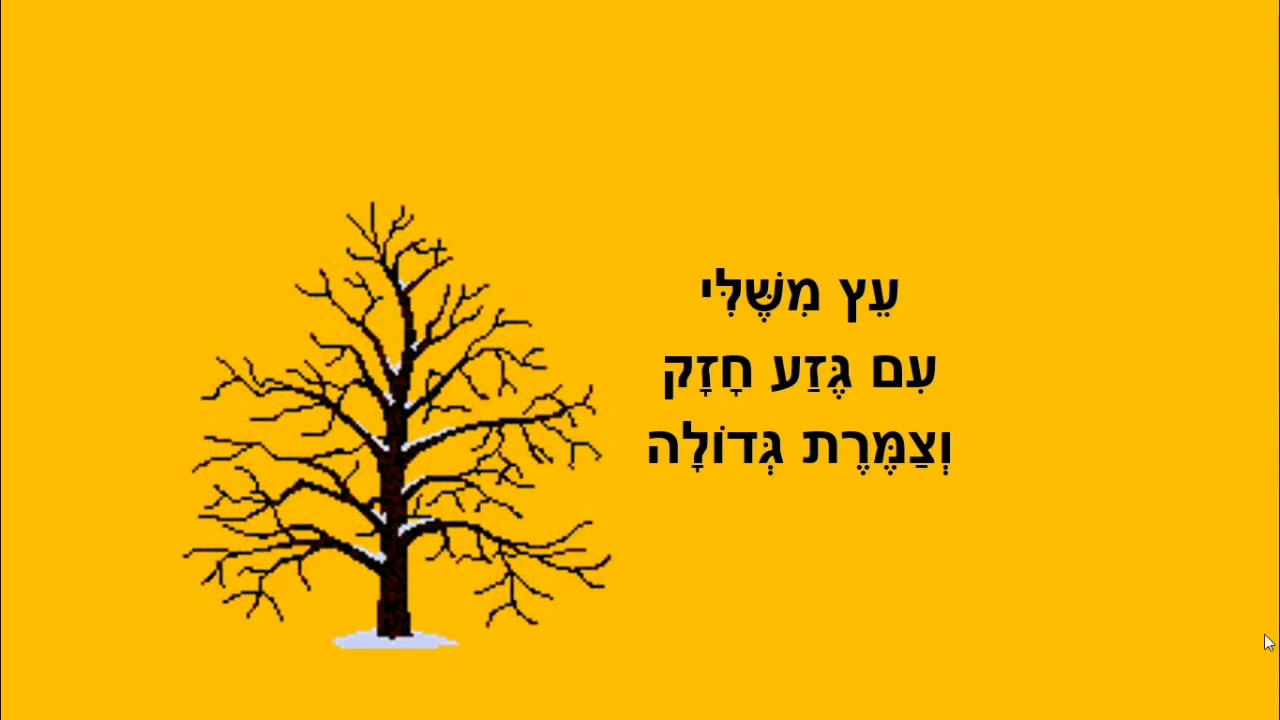 עֵץ מִשֶּׁלִּי
עִם גֶּזַע חָזָק
וְצַמֶּרֶת גְּדוֹלָה